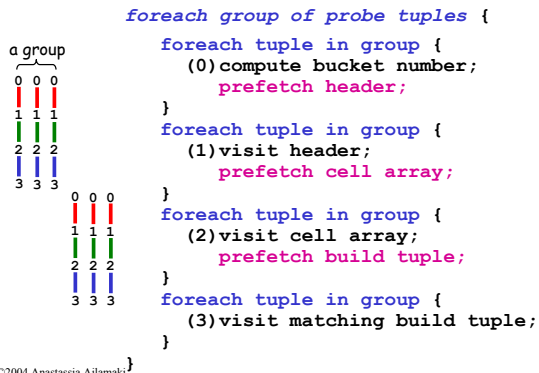 foreach group of probe tuples {
a group
0 0 0
1 1 1
2 2 2
3 3 3
0 0 0
1 1 1
2 2 2
3 3 3
foreach tuple in group {
(0)compute bucket number;
prefetch header;
}
foreach tuple in group {
(1)visit header;
prefetch cell array;
}
foreach tuple in group {
(2)visit cell array;
prefetch build tuple;
}
foreach tuple in group {
(3)visit matching build tuple;
}
}
©2004 Anastassia Ailamaki